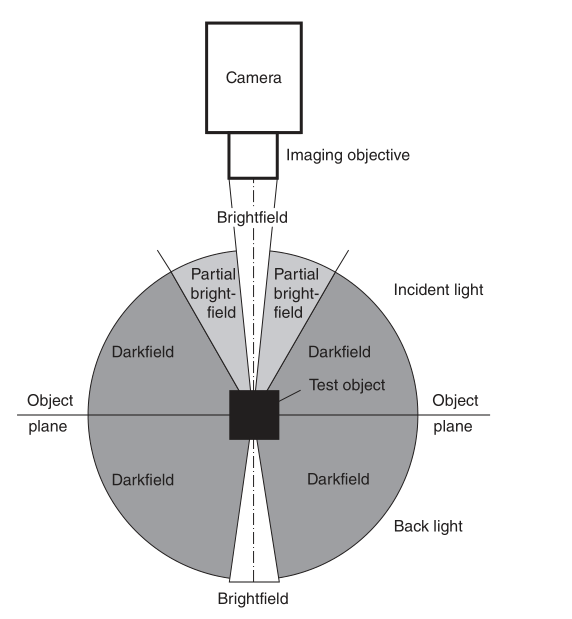 Camera
Imaging objective
Brightfield
Partial
bright-
field
Partial
bright-
field
Incident light
Darkfield
Darkfield
Test object
Object
plane
Object
plane
Darkfield
Darkfield
Back light
Brightfield